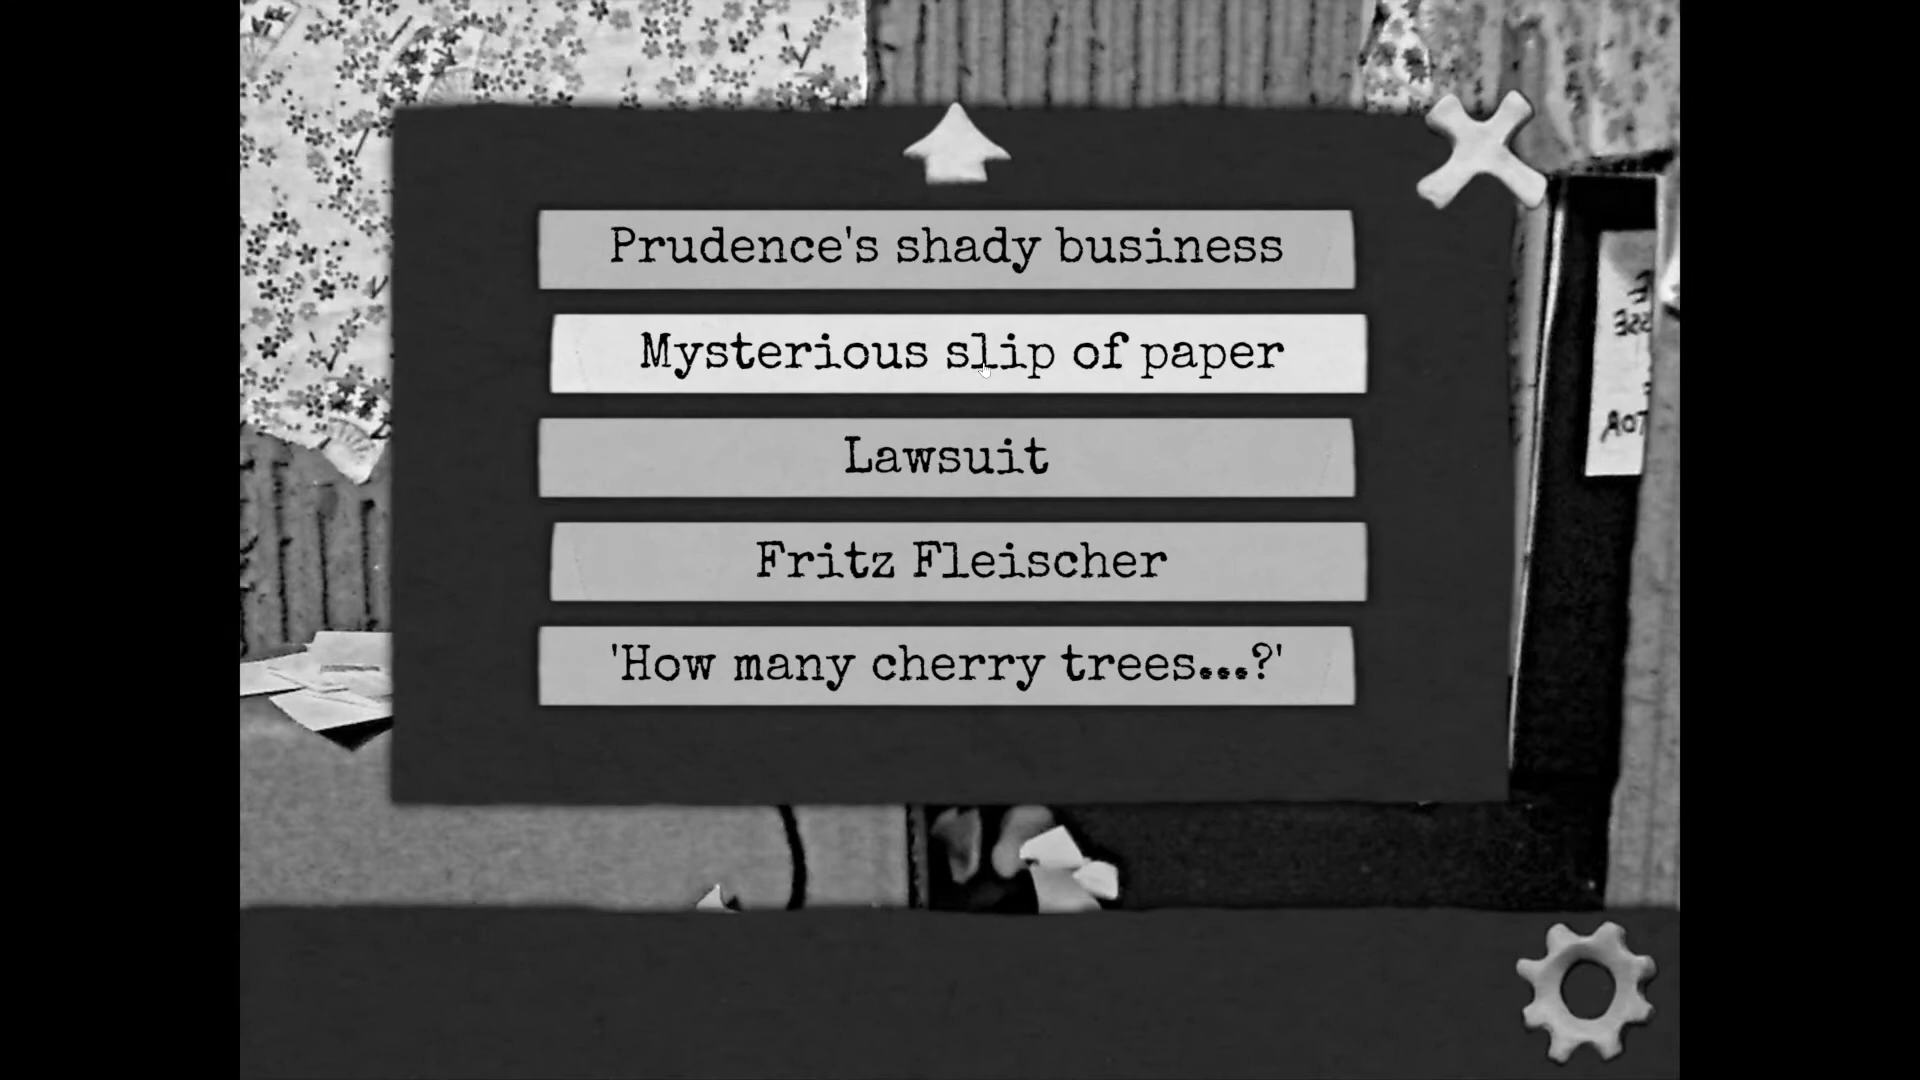 Prudence's shady business
Mysterious slip of paper
Lawsuit
Fritz Fleischer
'How many cherry trees...?'